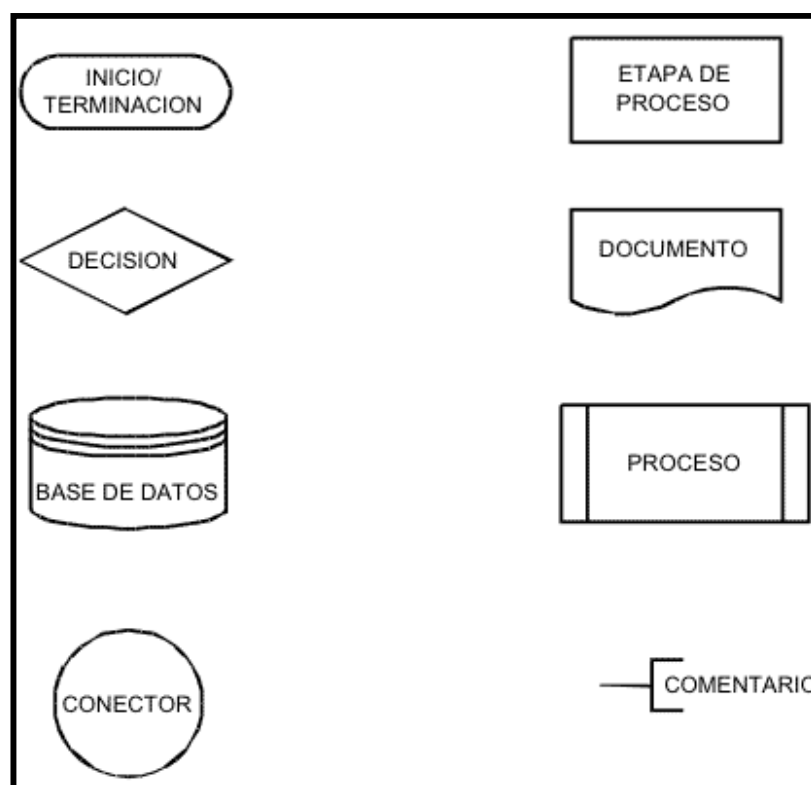 INICIO/
TERMINACION
ETAPA DE
PROCESO
DECISION
DOCUMENTO
BASE DE DATOS
PROCESO
CONECTOR
COMENTARIO